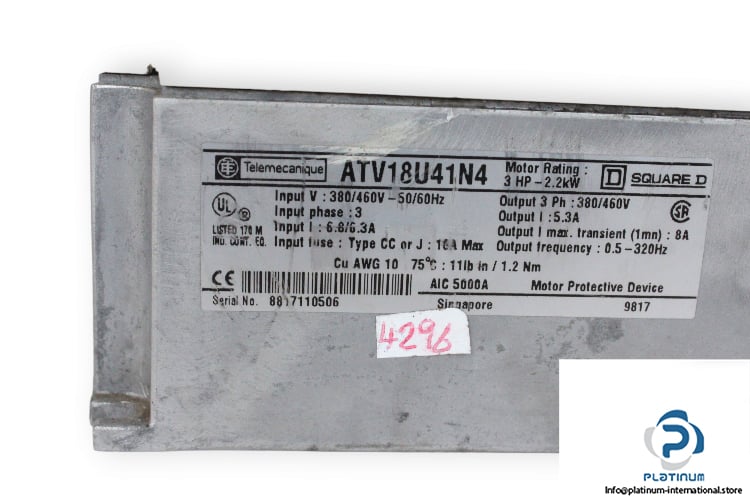 TE Telemecanique ATV18U41N4 Motor Rating :
3 HP-2.2kW D SQUARE D
UL
LISTED 170 M
IND. CONT. EQ.
Input V : 380/460V-50/60Hz
Input phase : 3
Input I : 6.8/6.3A
Input fuse : Type CC or J : 16A Max
Output 3 Ph : 380/460V
Output I : 5.3A
Output I max. transient (1mn) : 8A
Output frequency : 0.5-320Hz
Cu AWG 10 75°C : 11lb in / 1.2 Nm
CE AIC 5000A Motor Protective Device
Serial No. 8817110506 Singapore 9817
4296
PLATINUM
Info@platinum-international.store